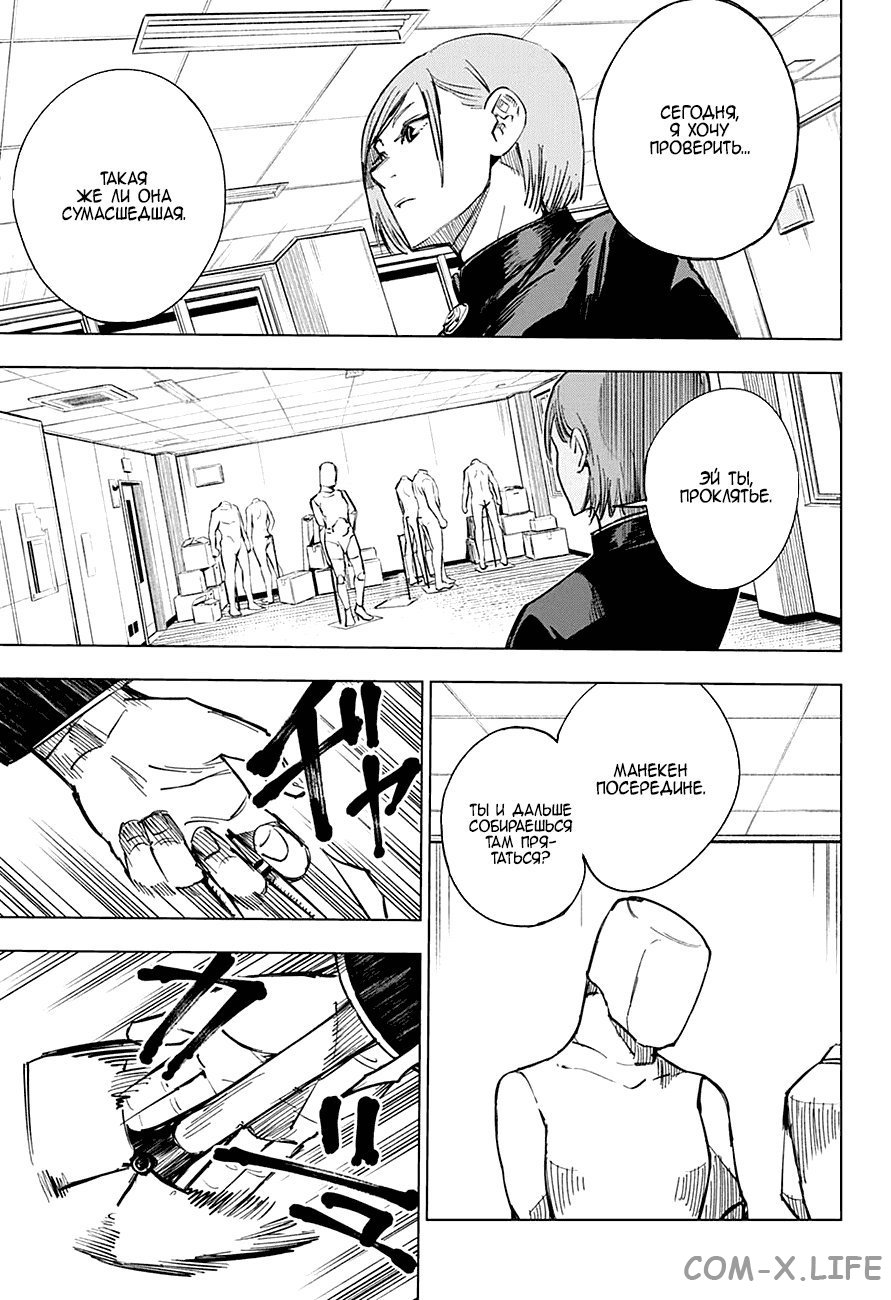 СЕГОДНЯ,
Я ХОЧУ
ПРОВЕРИТЬ...
ТАКАЯ
ЖЕ ЛИ ОНА
СУМАСШЕДШАЯ.
ЭЙ ТЫ,
ПРОКЛЯТЬЕ.
МАНЕКЕН
ПОСЕРЕДИНЕ.
ТЫ И ДАЛЬШЕ
СОБИРАЕШЬСЯ
ТАМ ПРЯ-
ТАТЬСЯ?
COM-X.LIFE